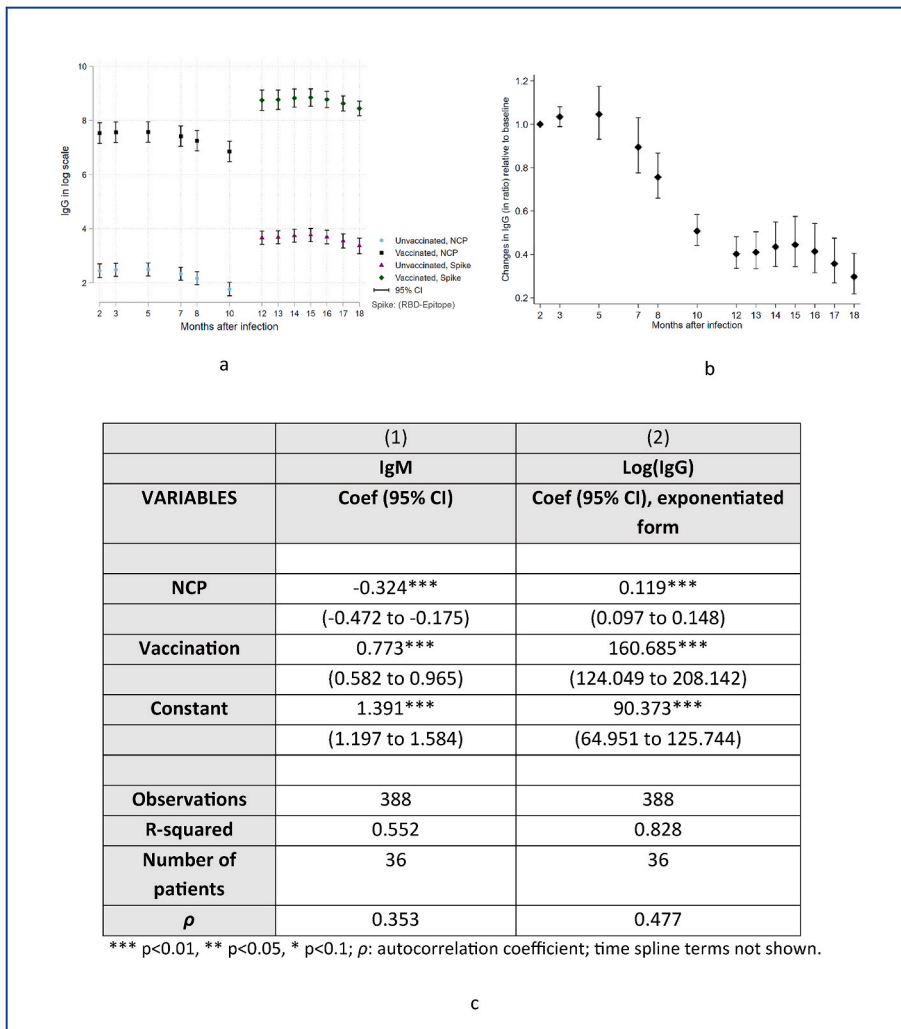 10
8
6
4
2
IgG in log scale
2 3 5 7 8 10 12 13 14 15 16 17 18
Months after infection
Unvaccinated, NCP
Vaccinated, NCP
Unvaccinated, Spike
Vaccinated, Spike
95% CI
Spike: (RBD-Epitope)
a
1.2
1.0
0.8
0.6
0.4
0.2
Changes in IgG (in ratio) relative to baseline
2 3 5 7 8 10 12 13 14 15 16 17 18
Months after infection
b
(1) (2)
IgM Log(IgG)
VARIABLES Coef (95% CI) Coef (95% CI), exponentiated
form
NCP -0.324*** 0.119***
(-0.472 to -0.175) (0.097 to 0.148)
Vaccination 0.773*** 160.685***
(0.582 to 0.965) (124.049 to 208.142)
Constant 1.391*** 90.373***
(1.197 to 1.584) (64.951 to 125.744)
Observations 388 388
R-squared 0.552 0.828
Number of 36 36
patients
ρ 0.353 0.477
*** p<0.01, ** p<0.05, * p<0.1; ρ: autocorrelation coefficient; time spline terms not shown.
c